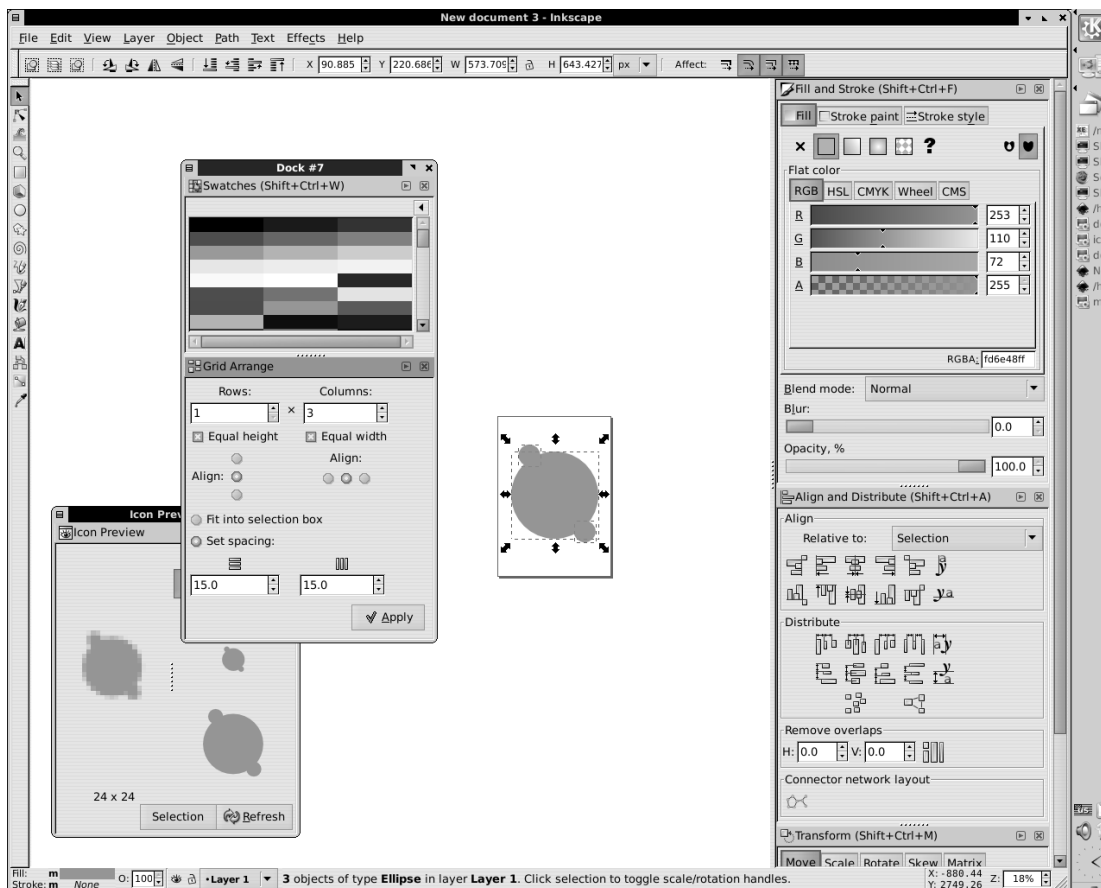 New document 3 - Inkscape
File Edit View Layer Object Path Text Effects Help
X 90.885 Y 220.686 W 573.709 H 643.427 px Affect:
Fill and Stroke (Shift+Ctrl+F)
Fill Stroke paint Stroke style
?
Flat color
RGB HSL CMYK Wheel CMS
R 253
G 110
B 72
A 255
RGBA: fd6e48ff
Blend mode: Normal
Blur:
0.0
Opacity, %
100.0
Align and Distribute (Shift+Ctrl+A)
Align
Relative to: Selection
Distribute
Remove overlaps
H: 0.0 V: 0.0
Connector network layout
Transform (Shift+Ctrl+M)
Move Scale Rotate Skew Matrix
Dock #7
Swatches (Shift+Ctrl+W)
Grid Arrange
Rows: Columns:
1 × 3
Equal height Equal width
Align:
Align:
Fit into selection box
Set spacing:
15.0 15.0
Apply
Icon Prev
Icon Preview
24 x 24
Selection Refresh
Fill: m O: 100 Layer 1 3 objects of type Ellipse in layer Layer 1. Click selection to toggle scale/rotation handles. X: -880.44 Z: 18%
Stroke: m None Y: 2749.26